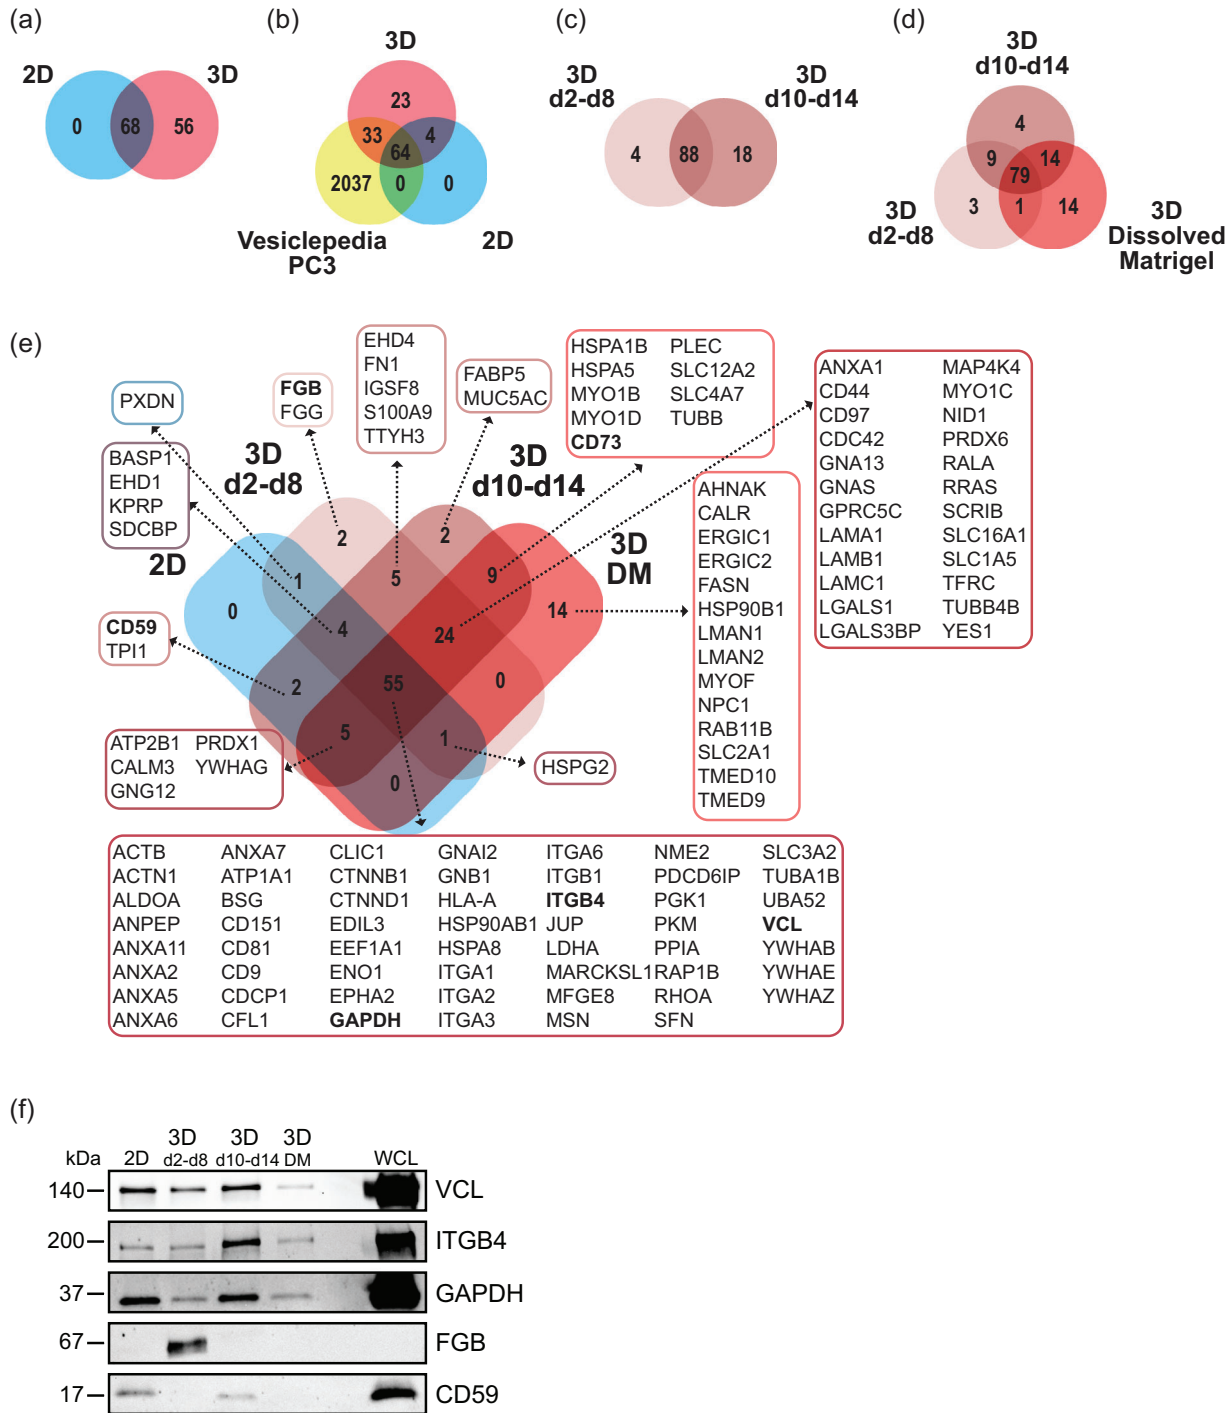 (a)
2D
3D
0
68
56
(b)
3D
23
33
4
64
2037
0
0
Vesiclepedia
PC3
2D
(c)
3D
d2-d8
3D
d10-d14
4
88
18
(d)
3D
d10-d14
4
9
14
79
3
1
14
3D
d2-d8
3D
Dissolved
Matrigel
(e)
PXDN
BASP1
EHD1
KPRP
SDCBP
FGB
FGG
EHD4
FN1
IGSF8
S100A9
TTYH3
FABP5
MUC5AC
HSPA1B PLEC
HSPA5 SLC12A2
MYO1B SLC4A7
MYO1D TUBB
CD73
ANXA1 MAP4K4
CD44 MYO1C
CD97 NID1
CDC42 PRDX6
GNA13 RALA
GNAS RRAS
GPRC5C SCRIB
LAMA1 SLC16A1
LAMB1 SLC1A5
LAMC1 TFRC
LGALS1 TUBB4B
LGALS3BP YES1
AHNAK
CALR
ERGIC1
ERGIC2
FASN
HSP90B1
LMAN1
LMAN2
MYOF
NPC1
RAB11B
SLC2A1
TMED10
TMED9
2D
3D
d2-d8
3D
d10-d14
3D
DM
2
2
1
5
9
0
4
24
14
2
55
0
5
1
0
CD59
TPI1
ATP2B1 PRDX1
CALM3 YWHAG
GNG12
HSPG2
ACTB ANXA7 CLIC1 GNAI2 ITGA6 NME2 SLC3A2
ACTN1 ATP1A1 CTNNB1 GNB1 ITGB1 PDCD6IP TUBA1B
ALDOA BSG CTNND1 HLA-A ITGB4 PGK1 UBA52
ANPEP CD151 EDIL3 HSP90AB1 JUP PKM VCL
ANXA11 CD81 EEF1A1 HSPA8 LDHA PPIA YWHAB
ANXA2 CD9 ENO1 ITGA1 MARCKSL1 RAP1B YWHAE
ANXA5 CDCP1 EPHA2 ITGA2 MFGE8 RHOA YWHAZ
ANXA6 CFL1 GAPDH ITGA3 MSN SFN
(f)
3D 3D 3D
kDa 2D d2-d8 d10-d14 DM WCL
140 VCL
200 ITGB4
37 GAPDH
67 FGB
17 CD59